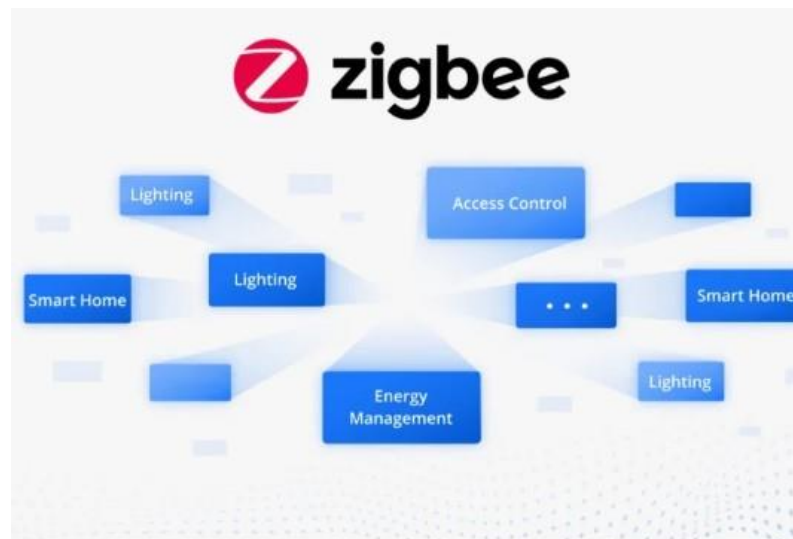 zigbee
Lighting
Access Control
Lighting
Smart Home
. . .
Smart Home
Energy
Management
Lighting